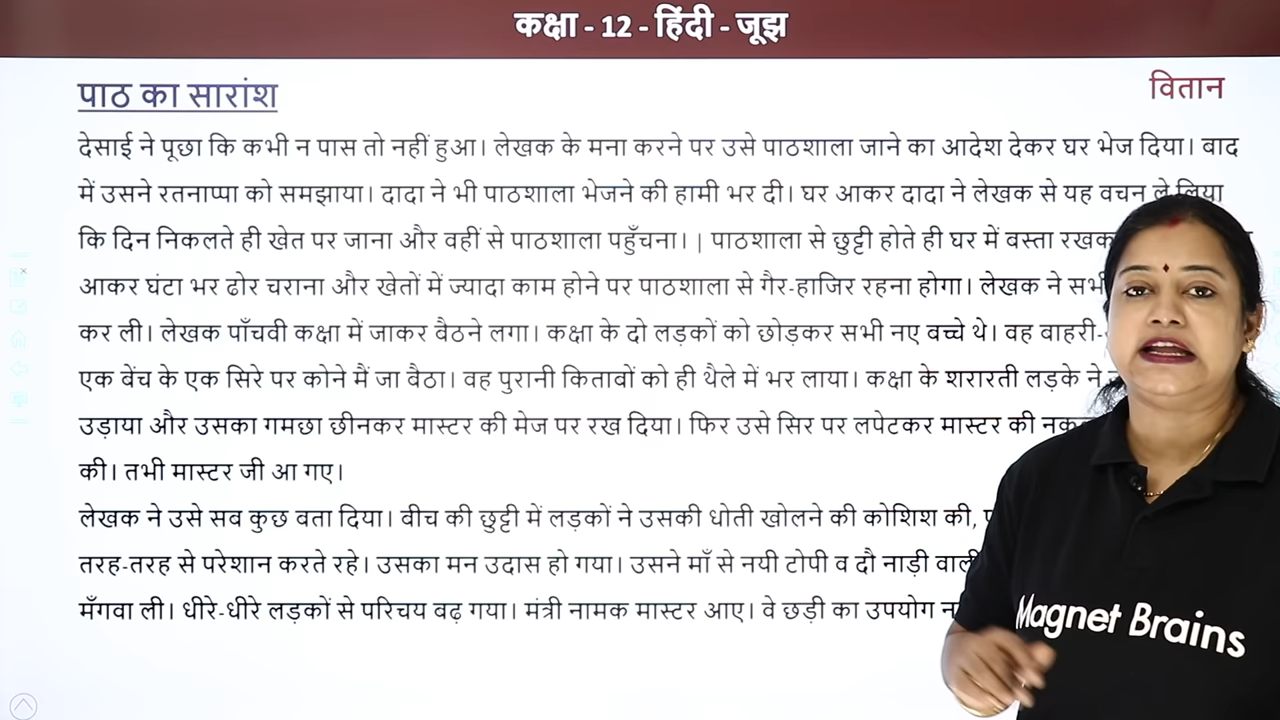 कक्षा - 12 - हिंदी - जूझ
पाठ का सारांश
वितान
देसाई ने पूछा कि कभी न पास तो नहीं हुआ। लेखक के मना करने पर उसे पाठशाला जाने का आदेश देकर घर भेज दिया। बाद
में उसने रतनाप्पा को समझाया। दादा ने भी पाठशाला भेजने की हामी भर दी। घर आकर दादा ने लेखक से यह वचन ले लिया
कि दिन निकलते ही खेत पर जाना और वहीं से पाठशाला पहुँचना। | पाठशाला से छुट्टी होते ही घर में वस्ता
आकर घंटा भर ढोर चराना और खेतों में ज्यादा काम होने पर पाठशाला से गैर-हाजिर रहना होगा। लेखक ने
कर ली। लेखक पाँचवी कक्षा में जाकर बैठने लगा। कक्षा के दो लड़कों को छोड़कर सभी नए बच्चे थे। वह बाहरी-
एक बेंच के एक सिरे पर कोने मैं जा बैठा। वह पुरानी किताबों को ही थैले में भर लाया। कक्षा के शरारती लड़के ने
उड़ाया और उसका गमछा छीनकर मास्टर की मेज पर रख दिया। फिर उसे सिर पर लपेटकर मास्टर की
की। तभी मास्टर जी आ गए।
लेखक ने उसे सब कुछ बता दिया। बीच की छुट्टी में लड़कों ने उसकी धोती खोलने की कोशिश की,
तरह-तरह से परेशान करते रहे। उसका मन उदास हो गया। उसने माँ से नयी टोपी व दौ नाड़ी वाली
मँगवा ली। धीरे-धीरे लड़कों से परिचय बढ़ गया। मंत्री नामक मास्टर आए। वे छड़ी का उपयोग
Magnet Brains